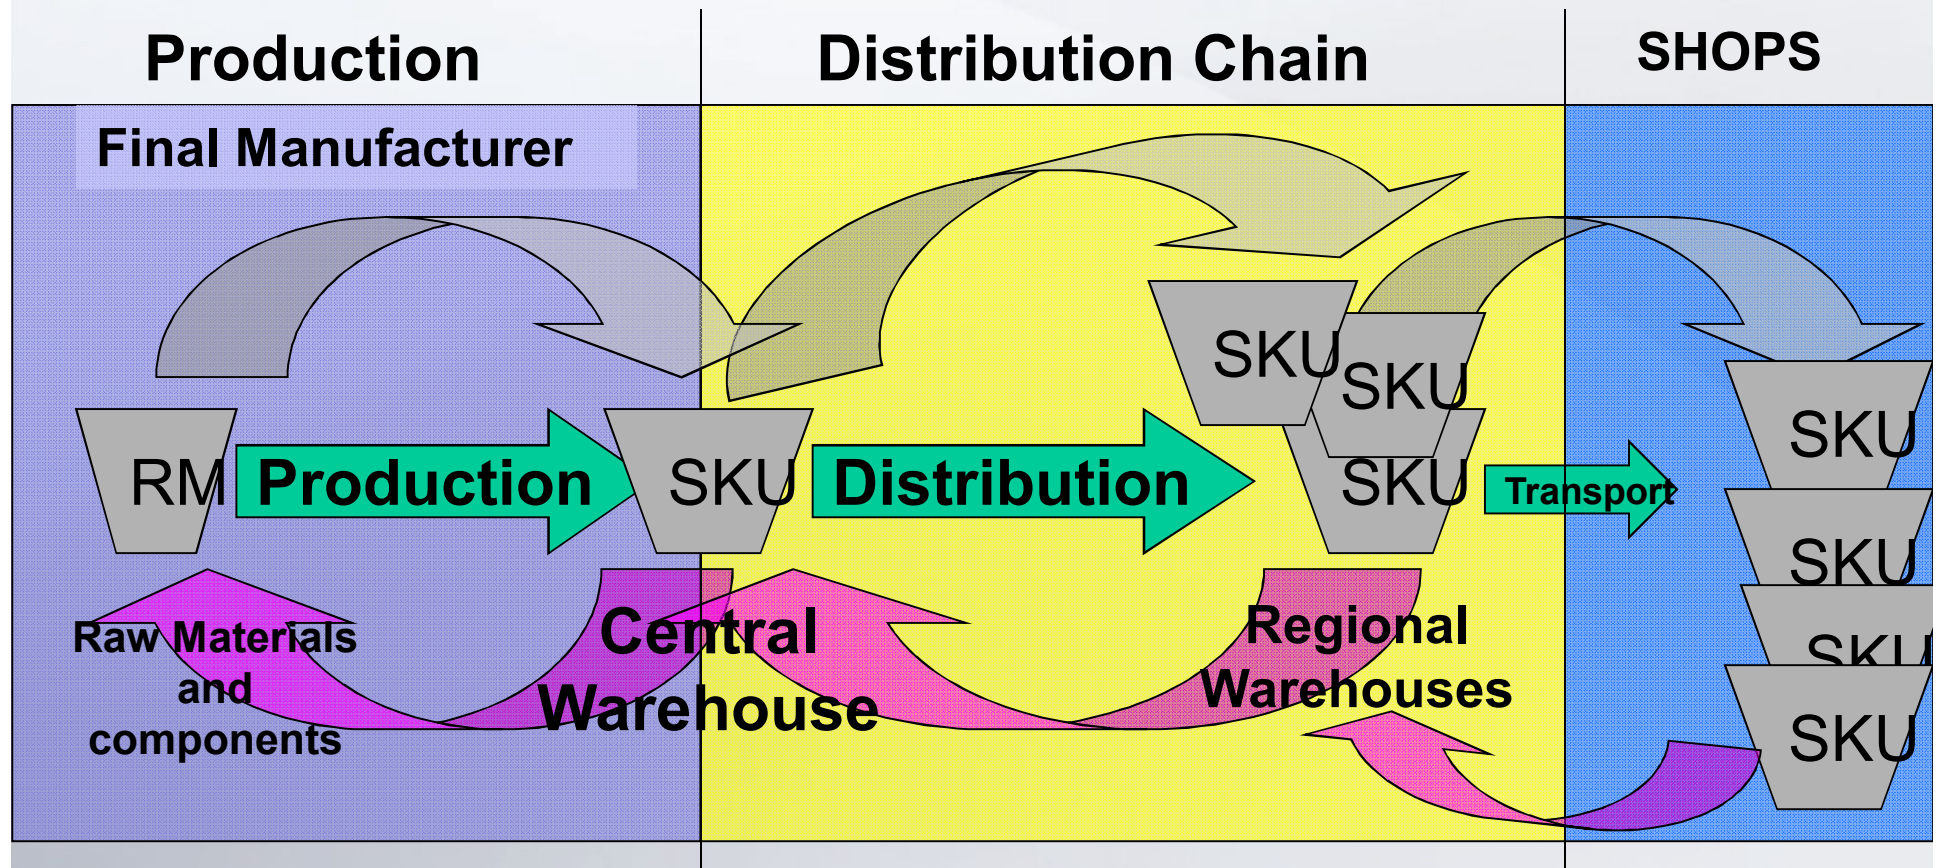 Production
Distribution Chain
SHOPS
Final Manufacturer
SKU
SKU
SKU
RM
Production
SKU
Distribution
SKU
Transport
SKU
SKU
SKU
Raw Materials
and
components
Central
Warehouse
Regional
Warehouses